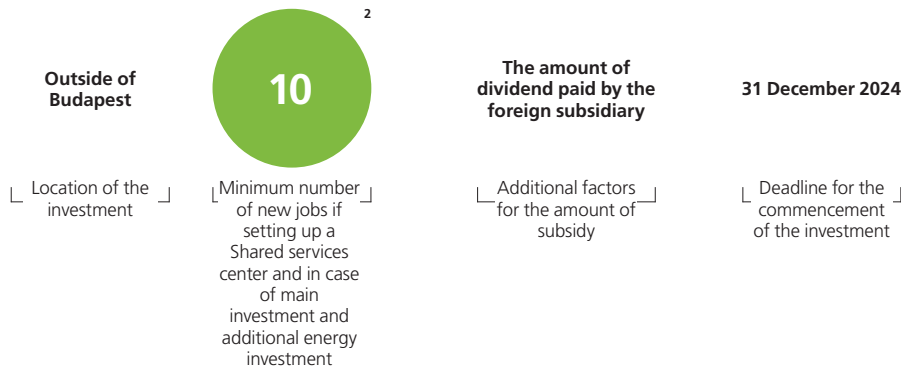 Outside of
Budapest
Location of the
investment
2
10
Minimum number
of new jobs if
setting up a
Shared services
center and in case
of main
investment and
additional energy
investment
The amount of
dividend paid by the
foreign subsidiary
Additional factors
for the amount of
subsidy
31 December 2024
Deadline for the
commencement
of the investment